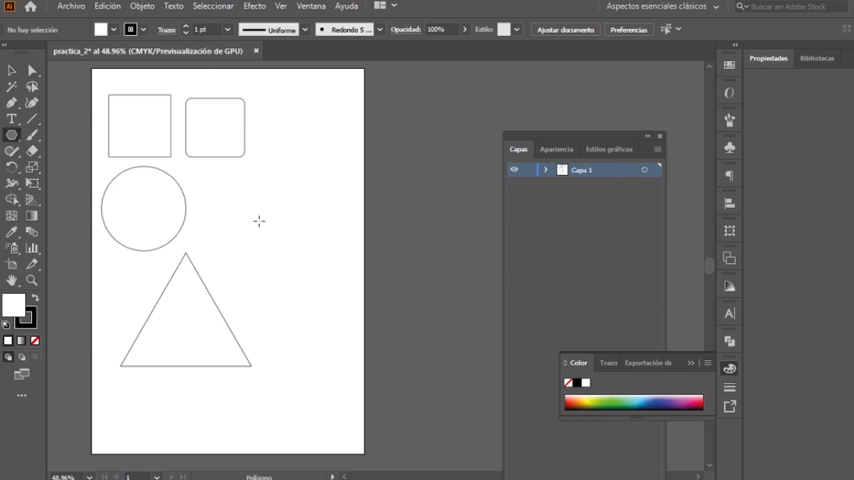 Ai Archivo Edición Objeto Texto Seleccionar Efecto Ver Ventana Ayuda Aspectos esenciales clásicos Buscar en Adobe Stock
No hay selección Trazo: 1 pt Uniforme Redondo 5 ... Opacidad: 100% Estilo: Ajustar documento Preferencias
practica_2* al 48.96% (CMYK/Previsualización de GPU) ×
Propiedades Bibliotecas
Capas Apariencia Estilos gráficos
Capa 1
Color Trazo Exportación de
48.96% 1 Polígono